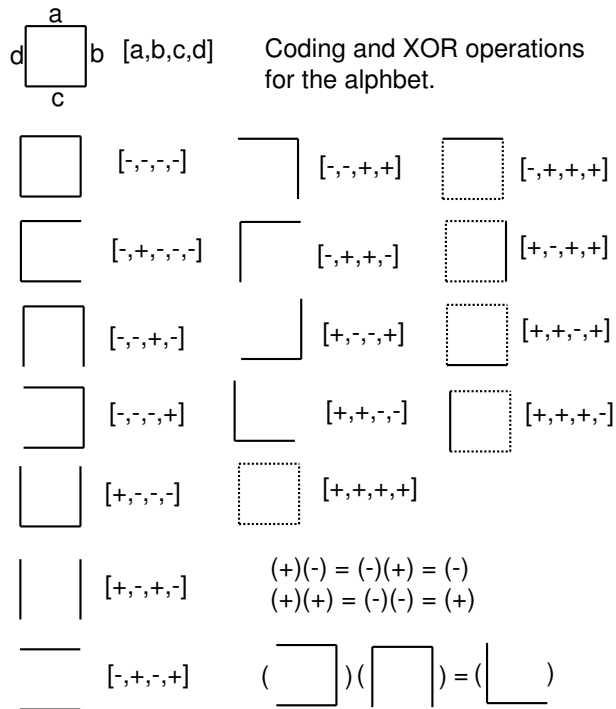 a
d b [a,b,c,d]
c
Coding and XOR operations
for the alphbet.
[-,-,-,-]
[-,-,+,+]
[-,+,+,+]
[-,+,-,-,-]
[-,+,+,-]
[+,-,+,+]
[-,-,+,-]
[+,-,-,+]
[+,+,-,+]
[-,-,-,+]
[+,+,-,-]
[+,+,+,-]
[+,-,-,-]
[+,+,+,+]
[+,-,+,-]
(+)(-) = (-)(+) = (-)
(+)(+) = (-)(-) = (+)
[-,+,-,+]
( )( ) = ( )